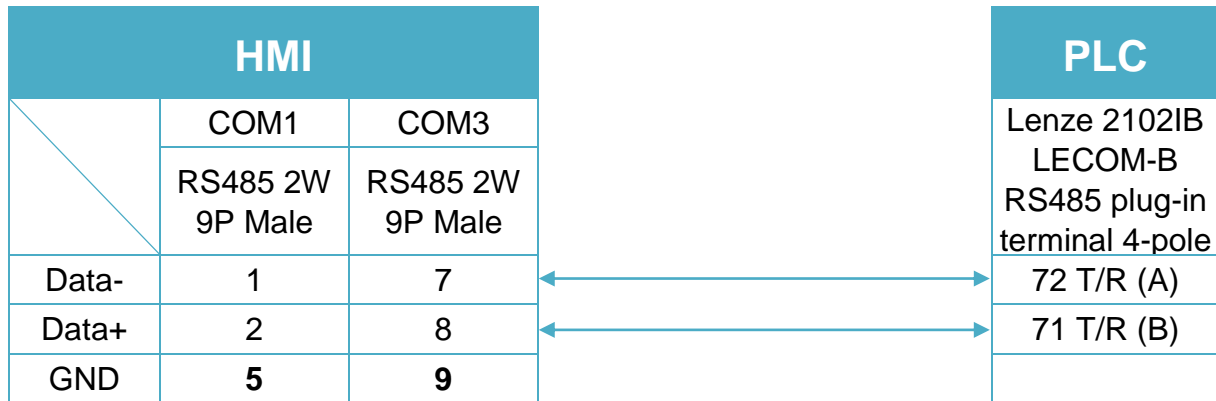 HMI
PLC
COM1
COM3
RS485 2W
9P Male
RS485 2W
9P Male
Lenze 2102IB
LECOM-B
RS485 plug-in
terminal 4-pole
Data-
1
7
72 T/R (A)
Data+
2
8
71 T/R (B)
GND
5
9